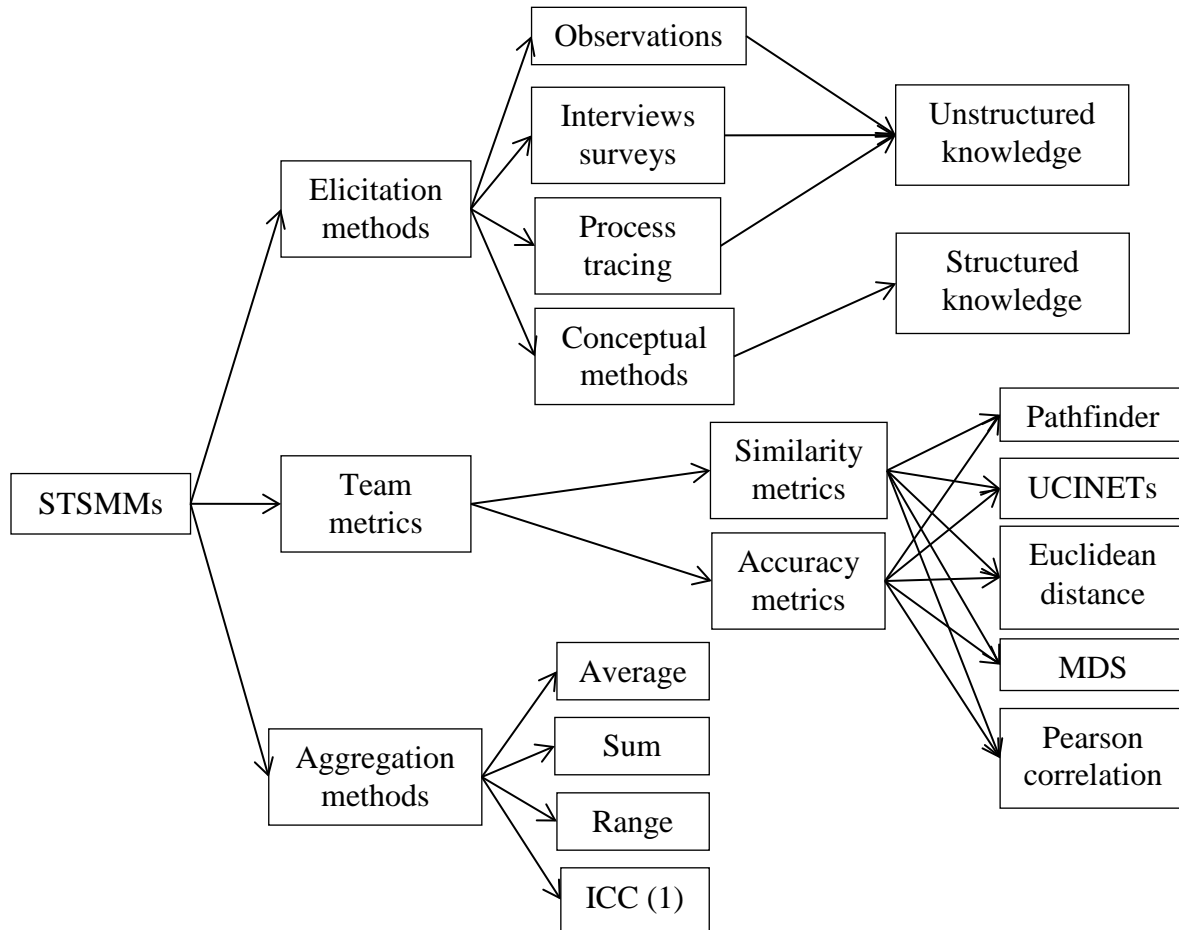 Observations
Interviews
surveys
Unstructured
knowledge
Elicitation
methods
Process
tracing
Structured
knowledge
Conceptual
methods
STSMMs
Team
metrics
Similarity
metrics
Accuracy
metrics
Pathfinder
UCINETs
Euclidean
distance
MDS
Pearson
correlation
Aggregation
methods
Average
Sum
Range
ICC (1)